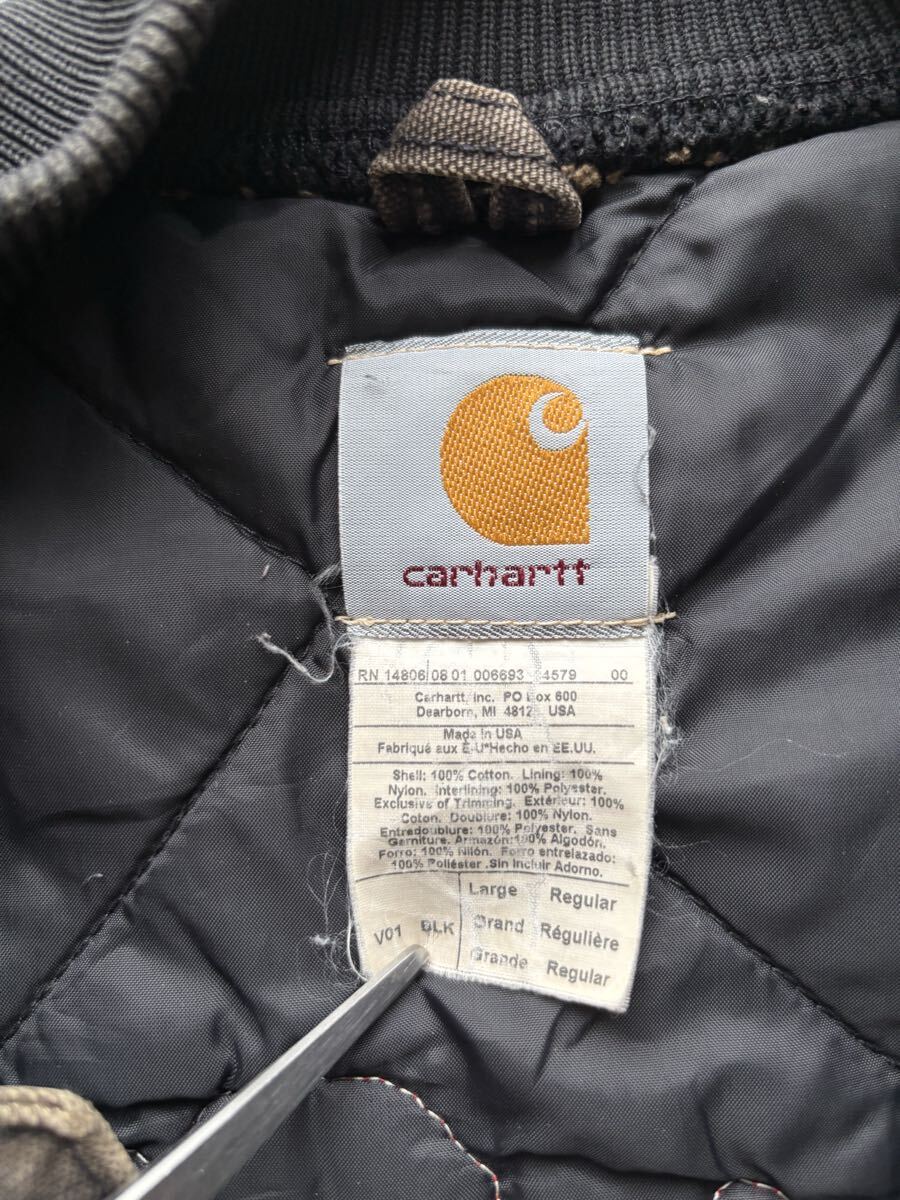 carhartt
RN 14806 08 01 006693 4579 00
Carhartt, Inc. PO Box 600
Dearborn, MI 4812 USA
Made in USA
Fabriqué aux E-U*Hecho en EE.UU.
Shell: 100% Cotton. Lining: 100%
Nylon. Interlining: 100% Polyester.
Exclusive of Trimming. Extérieur: 100%
Coton. Doublure: 100% Nylon.
Entredoublure: 100% Polyester. Sans
Garniture. Armazón: 100% Algodón.
Forro: 100% Nilón. Forro entrelazado:
100% Poliéster .Sin Incluir Adorno.
V01 BLK
Large Regular
Grand Régulière
Grande Regular